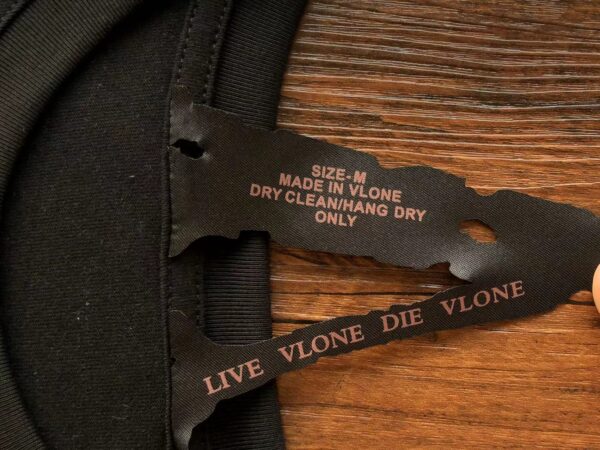 SIZE-M
MADE IN VLONE
DRY CLEAN/HANG DRY
ONLY
LIVE VLONE DIE VLONE